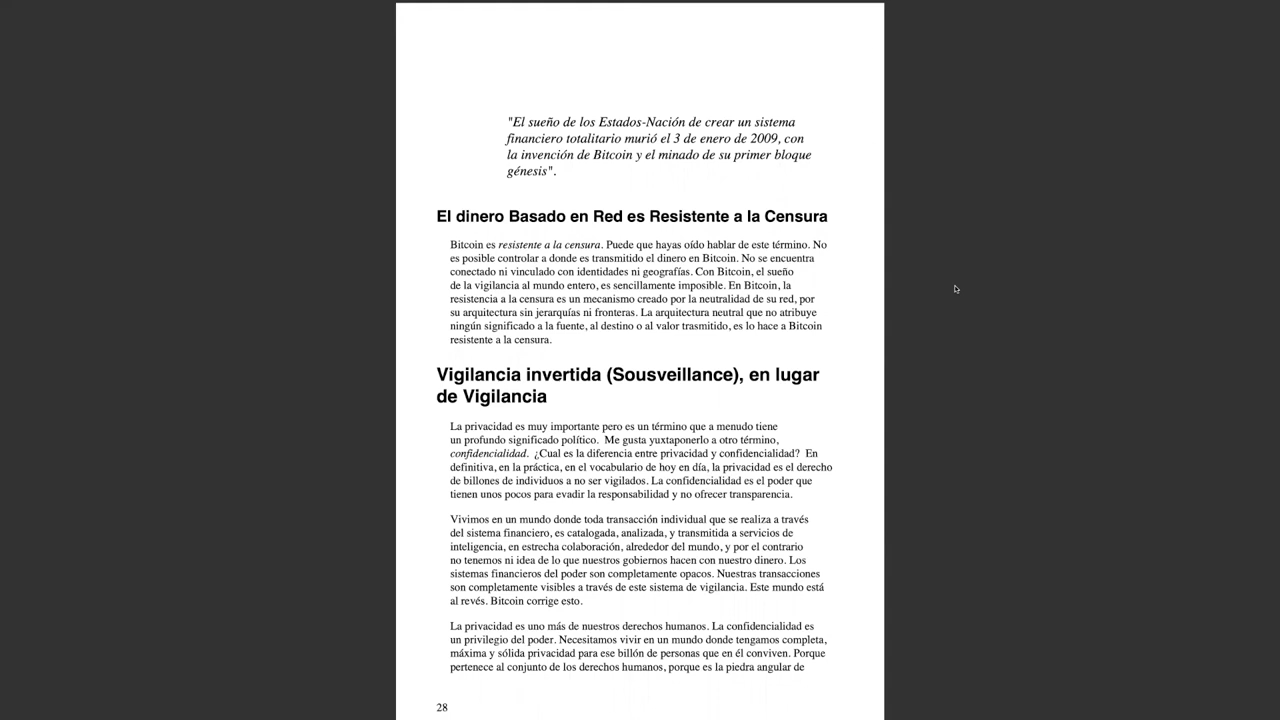 "El sueño de los Estados-Nación de crear un sistema
financiero totalitario murió el 3 de enero de 2009, con
la invención de Bitcoin y el minado de su primer bloque
génesis".
El dinero Basado en Red es Resistente a la Censura
Bitcoin es resistente a la censura. Puede que hayas oído hablar de este término. No
es posible controlar a donde es transmitido el dinero en Bitcoin. No se encuentra
conectado ni vinculado con identidades ni geografías. Con Bitcoin, el sueño
de la vigilancia al mundo entero, es sencillamente imposible. En Bitcoin, la
resistencia a la censura es un mecanismo creado por la neutralidad de su red, por
su arquitectura sin jerarquías ni fronteras. La arquitectura neutral que no atribuye
ningún significado a la fuente, al destino o al valor trasmitido, es lo hace a Bitcoin
resistente a la censura.
Vigilancia invertida (Sousveillance), en lugar
de Vigilancia
La privacidad es muy importante pero es un término que a menudo tiene
un profundo significado político. Me gusta yuxtaponerlo a otro término,
confidencialidad. ¿Cual es la diferencia entre privacidad y confidencialidad? En
definitiva, en la práctica, en el vocabulario de hoy en día, la privacidad es el derecho
de billones de individuos a no ser vigilados. La confidencialidad es el poder que
tienen unos pocos para evadir la responsabilidad y no ofrecer transparencia.
Vivimos en un mundo donde toda transacción individual que se realiza a través
del sistema financiero, es catalogada, analizada, y transmitida a servicios de
inteligencia, en estrecha colaboración, alrededor del mundo, y por el contrario
no tenemos ni idea de lo que nuestros gobiernos hacen con nuestro dinero. Los
sistemas financieros del poder son completamente opacos. Nuestras transacciones
son completamente visibles a través de este sistema de vigilancia. Este mundo está
al revés. Bitcoin corrige esto.
La privacidad es uno más de nuestros derechos humanos. La confidencialidad es
un privilegio del poder. Necesitamos vivir en un mundo donde tengamos completa,
máxima y sólida privacidad para ese billón de personas que en él conviven. Porque
pertenece al conjunto de los derechos humanos, porque es la piedra angular de
28